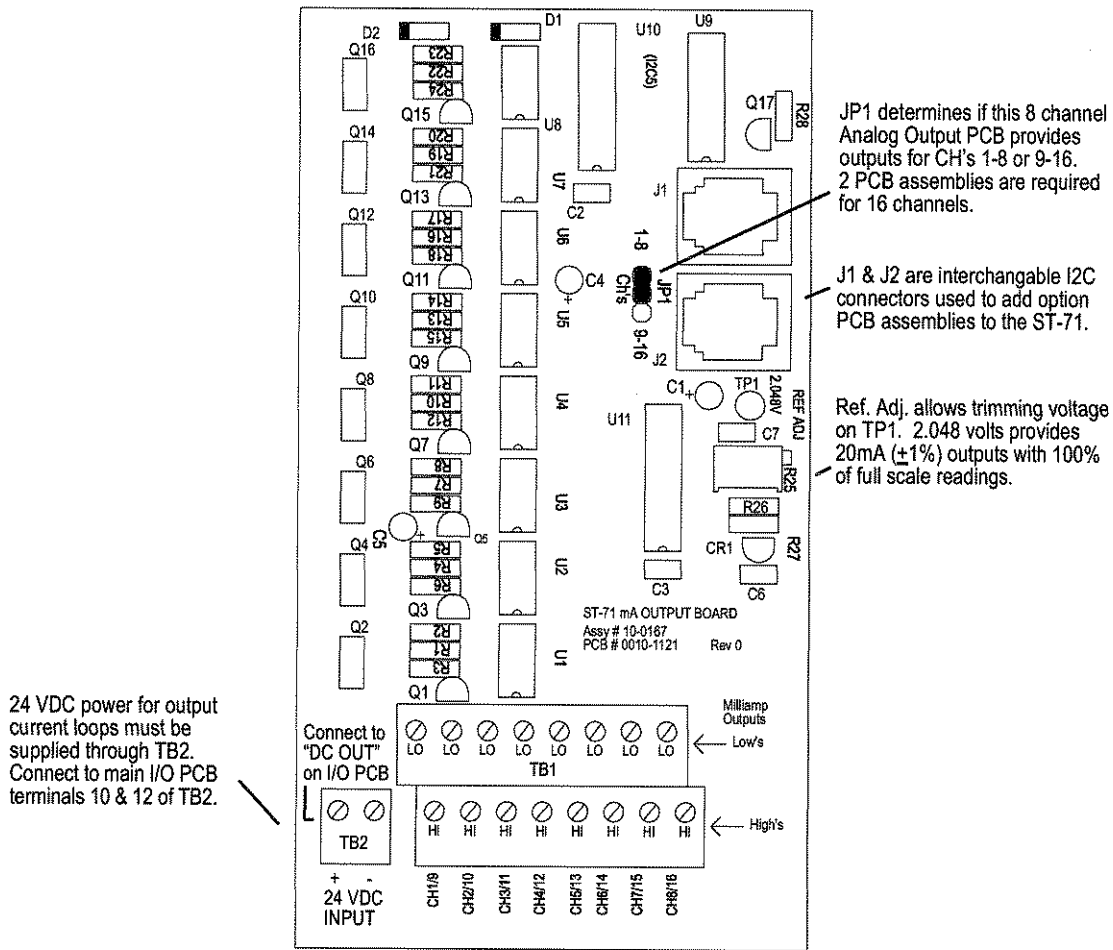 D2
D1
U10
U9
Q16
R23
R22
R24
(I2C5)
Q15
Q17
R28
U8
Q14
R20
R19
R21
Q13
U7
C2
J1
Q12
R17
R16
R18
Q11
U6
C4
+
1-8
Ch's
JP1
9-16
Q10
R14
R13
R15
Q9
U5
J2
Q8
R11
R10
R12
Q7
U4
C1
+
TP1
2.048V
REF ADJ
U11
C7
R25
Q6
R8
R7
R9
Q5
U3
C5
+
R26
R27
CR1
Q4
R5
R4
R6
Q3
U2
C3
C6
Q2
R2
R1
R3
Q1
U1
ST-71 mA OUTPUT BOARD
Assy # 10-0167
PCB # 0010-1121 Rev 0
JP1 determines if this 8 channel
Analog Output PCB provides
outputs for CH's 1-8 or 9-16.
2 PCB assemblies are required
for 16 channels.
J1 & J2 are interchangable I2C
connectors used to add option
PCB assemblies to the ST-71.
Ref. Adj. allows trimming voltage
on TP1. 2.048 volts provides
20mA (±1%) outputs with 100%
of full scale readings.
24 VDC power for output
current loops must be
supplied through TB2.
Connect to main I/O PCB
terminals 10 & 12 of TB2.
Connect to
"DC OUT"
on I/O PCB
Milliamp
Outputs
LO LO LO LO LO LO LO LO
Low's
TB1
HI HI HI HI HI HI HI HI
High's
TB2
+ -
24 VDC
INPUT
CH1/9
CH2/10
CH3/11
CH4/12
CH5/13
CH6/14
CH7/15
CH8/16